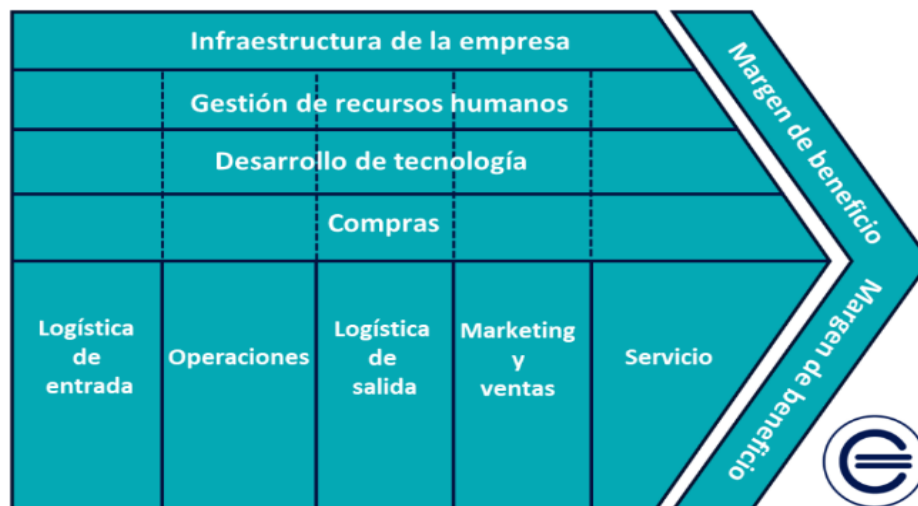 Infraestructura de la empresa
Gestión de recursos humanos
Desarrollo de tecnología
Compras
Logística
de
entrada
Operaciones
Logística
de
salida
Marketing
y
ventas
Servicio
Margen de beneficio
Margen de beneficio